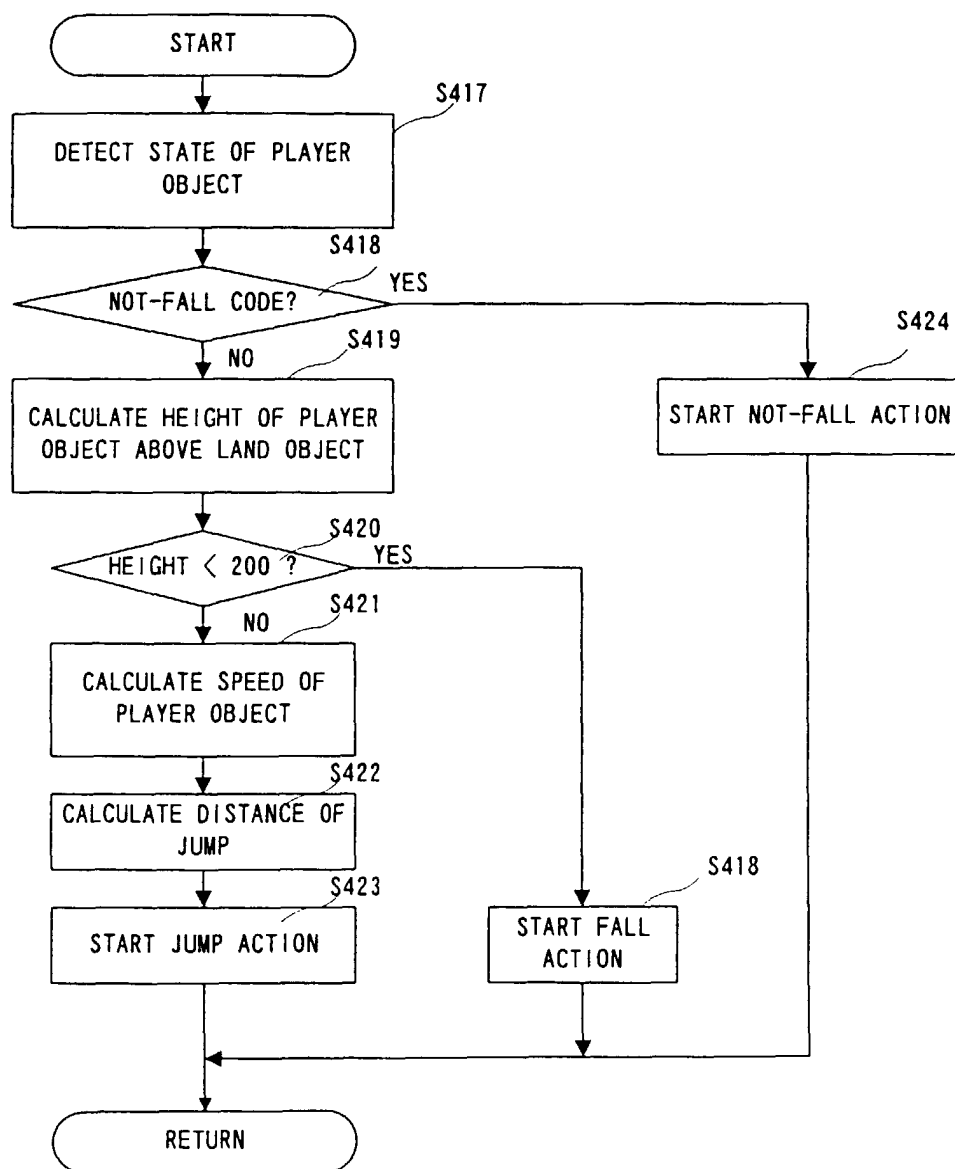 START
S417
DETECT STATE OF PLAYER
OBJECT
S418
NOT-FALL CODE?
YES
NO
S419
S424
CALCULATE HEIGHT OF PLAYER
OBJECT ABOVE LAND OBJECT
START NOT-FALL ACTION
S420
HEIGHT < 200 ?
YES
NO
S421
CALCULATE SPEED OF
PLAYER OBJECT
S422
CALCULATE DISTANCE OF
JUMP
S423
START JUMP ACTION
S418
START FALL
ACTION
RETURN